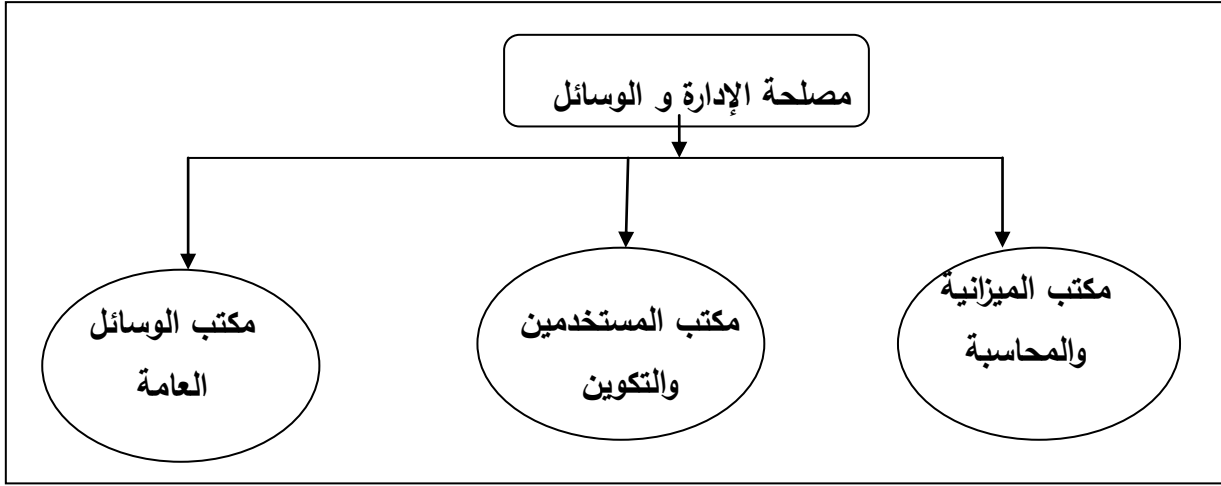 مصلحة الإدارة و الوسائل
مكتب الميزانية
والمحاسبة
مكتب المستخدمين
والتكوين
مكتب الوسائل
العامة